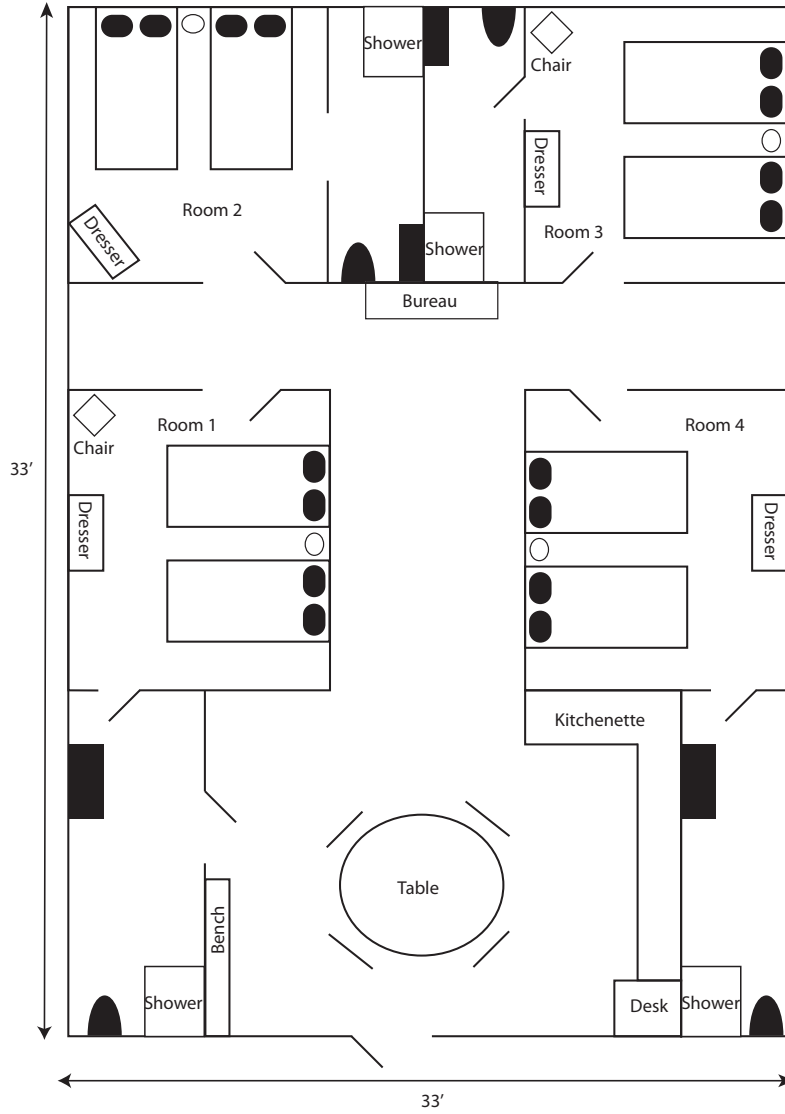 Shower
Chair
Dresser
Room 2
Dresser
Shower
Room 3
Bureau
Room 1
Chair
Room 4
33’
Dresser
Dresser
Kitchenette
Table
Bench
Shower
Desk
Shower
33’